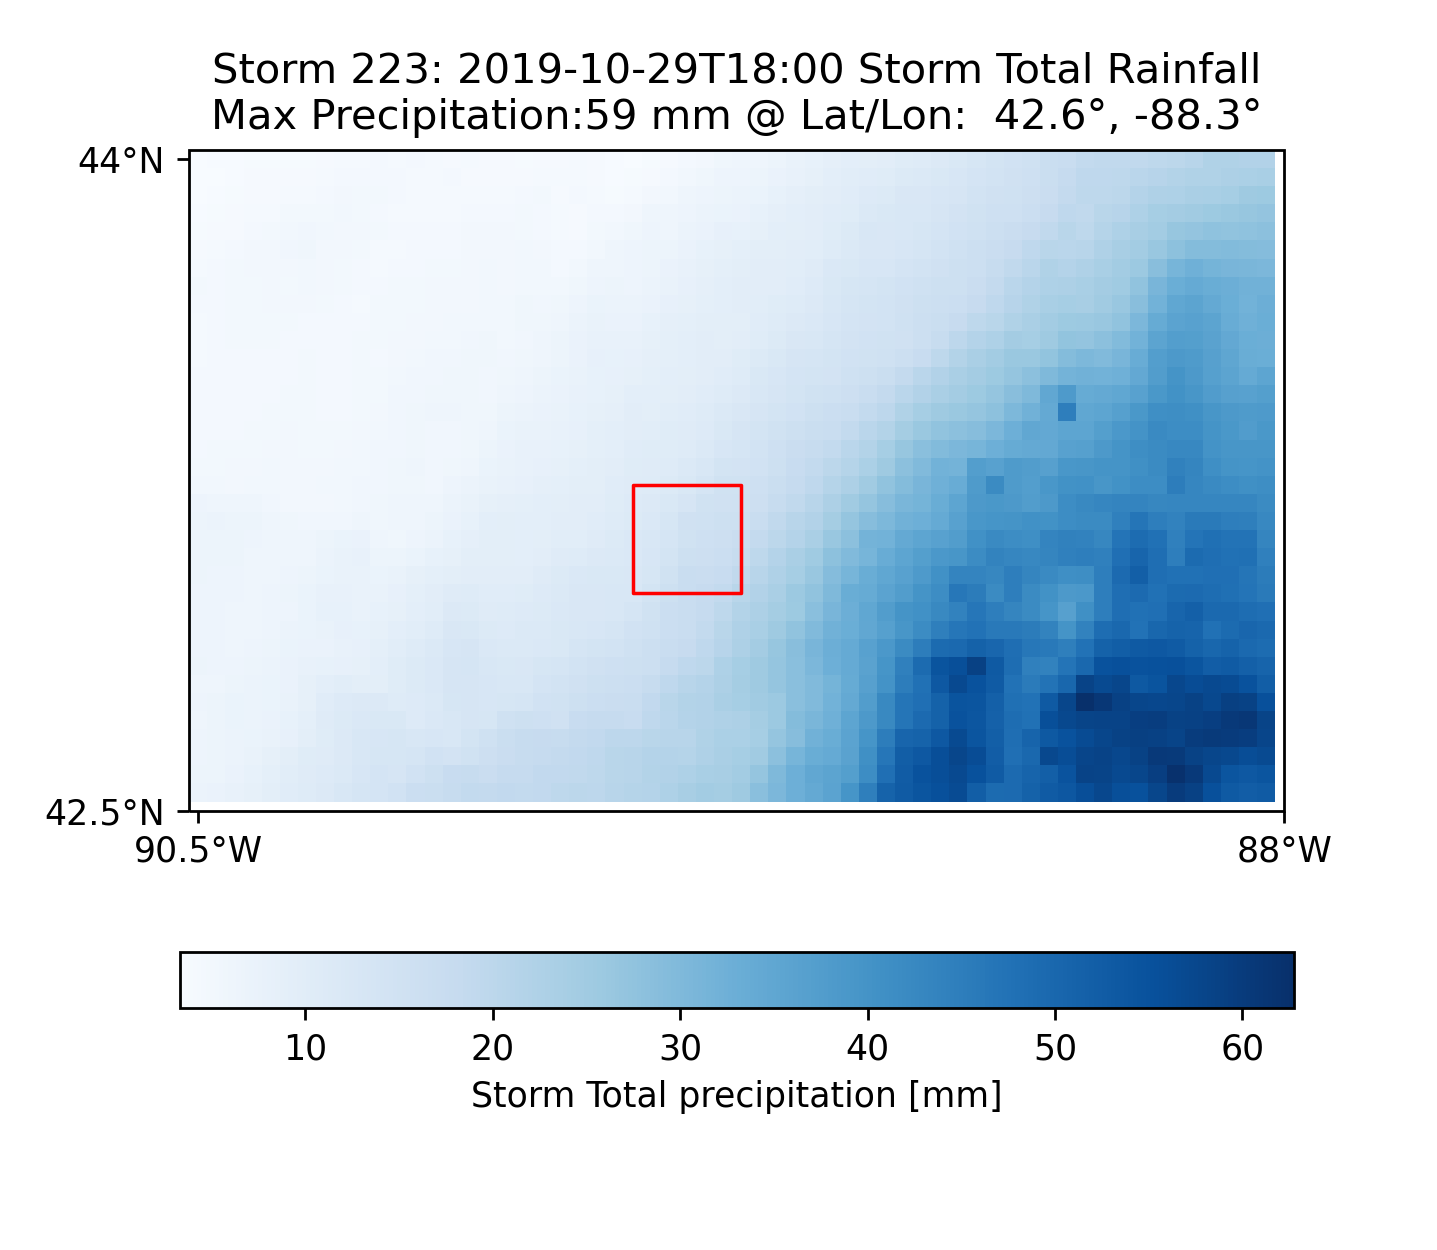 Storm 223: 2019-10-29T18:00 Storm Total Rainfall
Max Precipitation:59 mm @ Lat/Lon:  42.6°, -88.3°
44°N
42.5°N
90.5°W 88°W
10 20 30 40 50 60
Storm Total precipitation [mm]